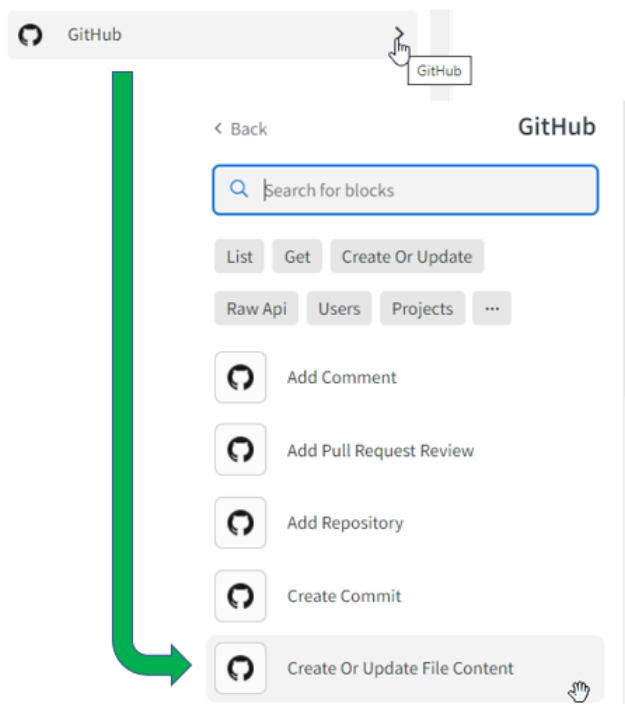 GitHub
GitHub
Back
GitHub
Search for blocks
List Get Create Or Update
Raw Api Users Projects ...
Add Comment
Add Pull Request Review
Add Repository
Create Commit
Create Or Update File Content